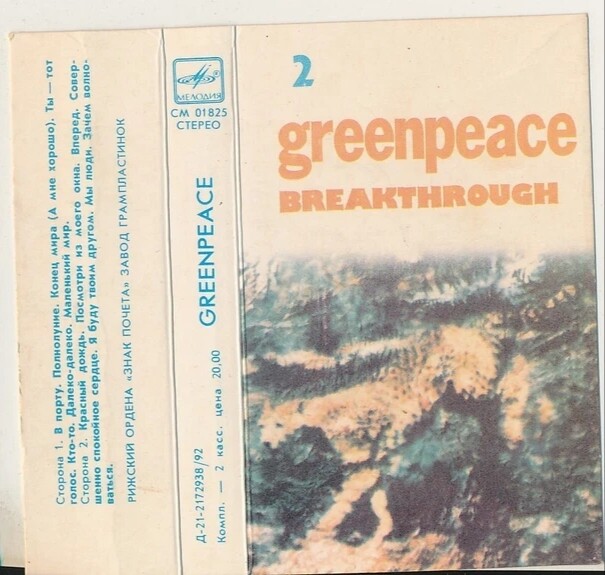 Сторона 1. В порту. Полнолуние. Конец мира (А мне хорошо). Ты — тот
голос. Кто-то. Далеко-далеко. Маленький мир.
Сторона 2. Красный дождь. Посмотри из моего окна. Вперед. Совер-
шенно спокойное сердце. Я буду твоим другом. Мы люди. Зачем волно-
ваться.
РИЖСКИЙ ОРДЕНА «ЗНАК ПОЧЕТА» ЗАВОД ГРАМПЛАСТИНОК
МЕЛОДИЯ
СМ 01825
СТЕРЕО
GREENPEACE
Д-21-2172938/92
Компл. — 2 касс. цена 20,00
2
greenpeace
BREAKTHROUGH